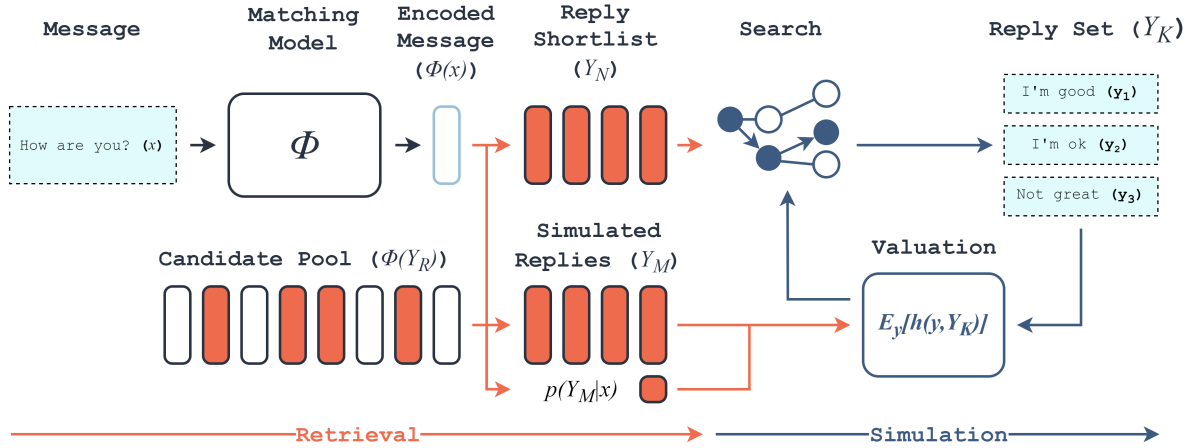 Message
Matching
Model
Encoded
Message
(Φ(x))
Reply
Shortlist
(Y_N)
Search
Reply Set (Y_K)
How are you? (x)
Φ
I'm good (y₁)
I'm ok (y₂)
Not great (y₃)
Candidate Pool (Φ(Y_R))
Simulated
Replies (Y_M)
Valuation
E_y[h(y,Y_K)]
p(Y_M|x)
Retrieval
Simulation